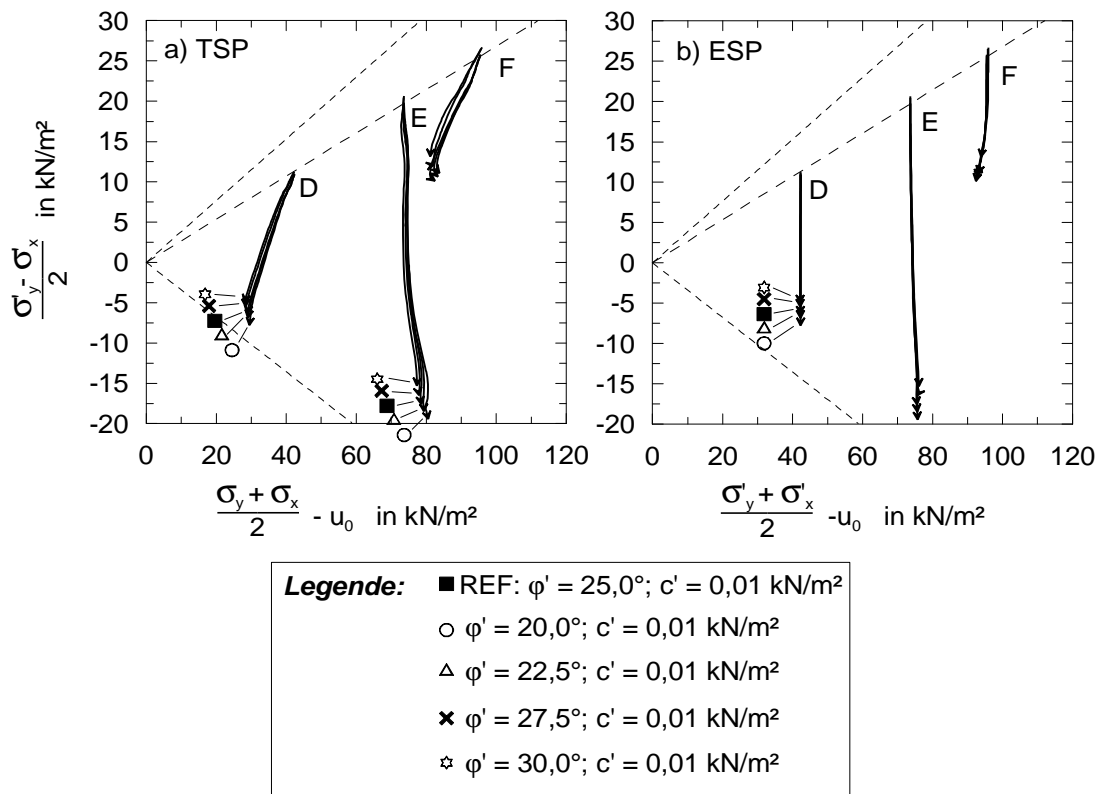 a) TSP
30
25
20
15
10
5
0
-5
-10
-15
-20
0 20 40 60 80 100 120
D
E
F
σ'y - σ'x
2
in kN/m²
σy + σx
2
- u0 in kN/m²
b) ESP
30
25
20
15
10
5
0
-5
-10
-15
-20
0 20 40 60 80 100 120
D
E
F
σ'y + σ'x
2
-u0 in kN/m²
Legende:
REF: φ' = 25,0°; c' = 0,01 kN/m²
φ' = 20,0°; c' = 0,01 kN/m²
φ' = 22,5°; c' = 0,01 kN/m²
φ' = 27,5°; c' = 0,01 kN/m²
φ' = 30,0°; c' = 0,01 kN/m²